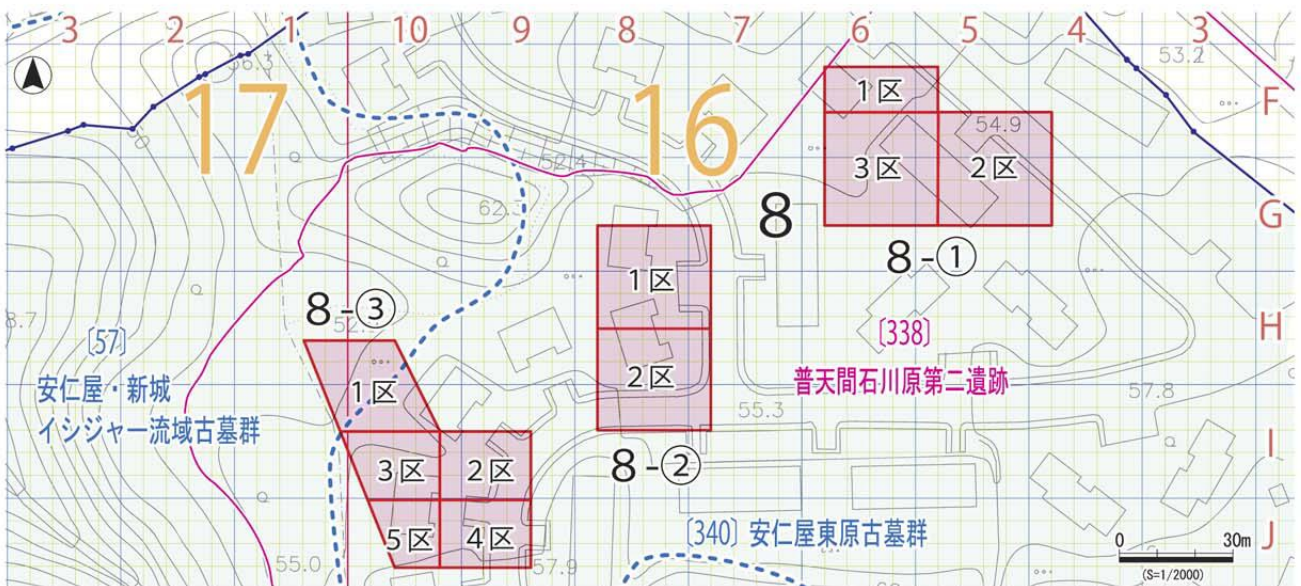 3 2 1 10 9 8 7 6 5 4 3
56.3
53.2
17
16
1区
F
54.9
52.4
3区
2区
62.3
8
G
8-①
1区
8-③
H
8.7
〔57〕
〔338〕
安仁屋・新城
1区
2区
普天間石川原第二遺跡
57.8
イシジャー流域古墓群
55.3
I
3区
2区
8-②
5区
4区
〔340〕安仁屋東原古墓群
J
0
30m
55.0
57.9
(S=1/2000)